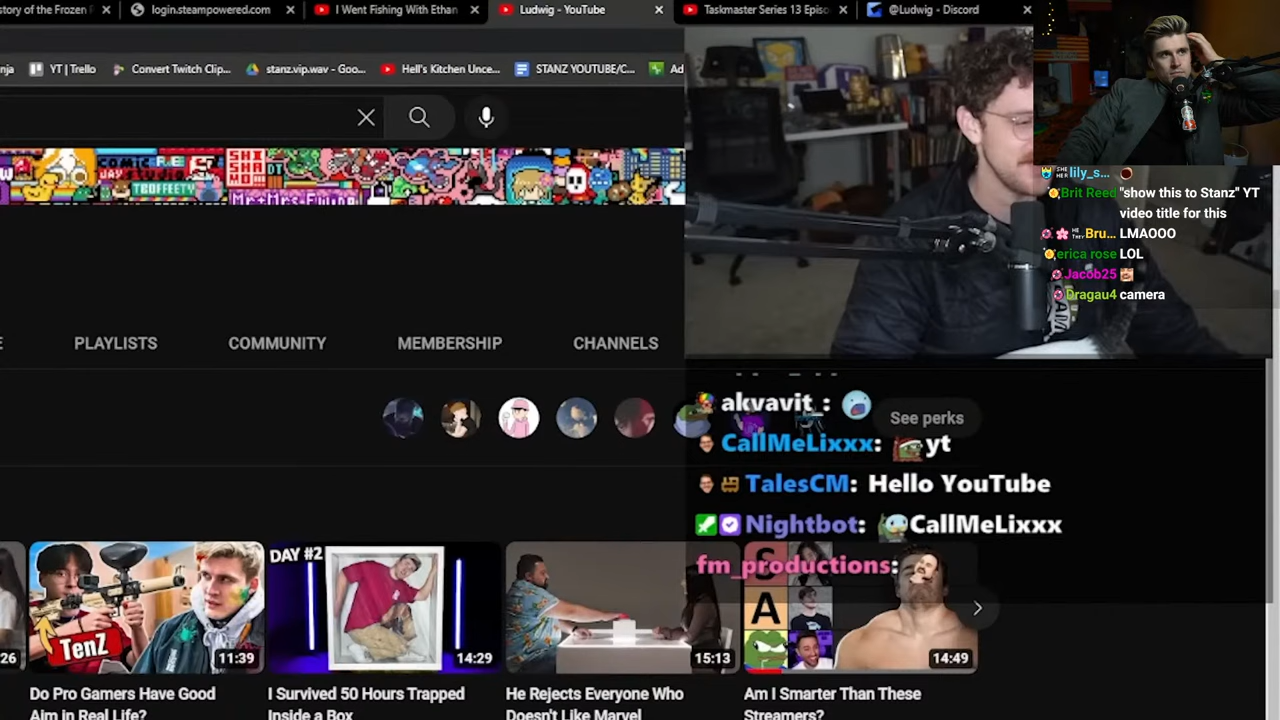 story of the Frozen
login.steampowered.com
I Went Fishing With Ethan
Ludwig - YouTube
Taskmaster Series 13 Episo
@Ludwig - Discord
YT | Trello
Convert Twitch Clip...
stanz.vip.wav - Goo...
Hell's Kitchen Unce...
STANZ YOUTUBE/C...
Ad
lily_s...
Brit Reed "show this to Stanz" YT
video title for this
Bru... LMAOOO
erica rose LOL
Jacob25
Dragau4 camera
TBOFFEETY
PLAYLISTS
COMMUNITY
MEMBERSHIP
CHANNELS
akvavit :
See perks
CallMeLixxx: yt
TalesCM: Hello YouTube
Nightbot: CallMeLixxx
fm_productions:
26
TenZ
11:39
DAY #2
14:29
15:13
S
A
14:49
Do Pro Gamers Have Good
Aim in Real Life?
I Survived 50 Hours Trapped
Inside a Box
He Rejects Everyone Who
Doesn't Like Marvel
Am I Smarter Than These
Streamers?